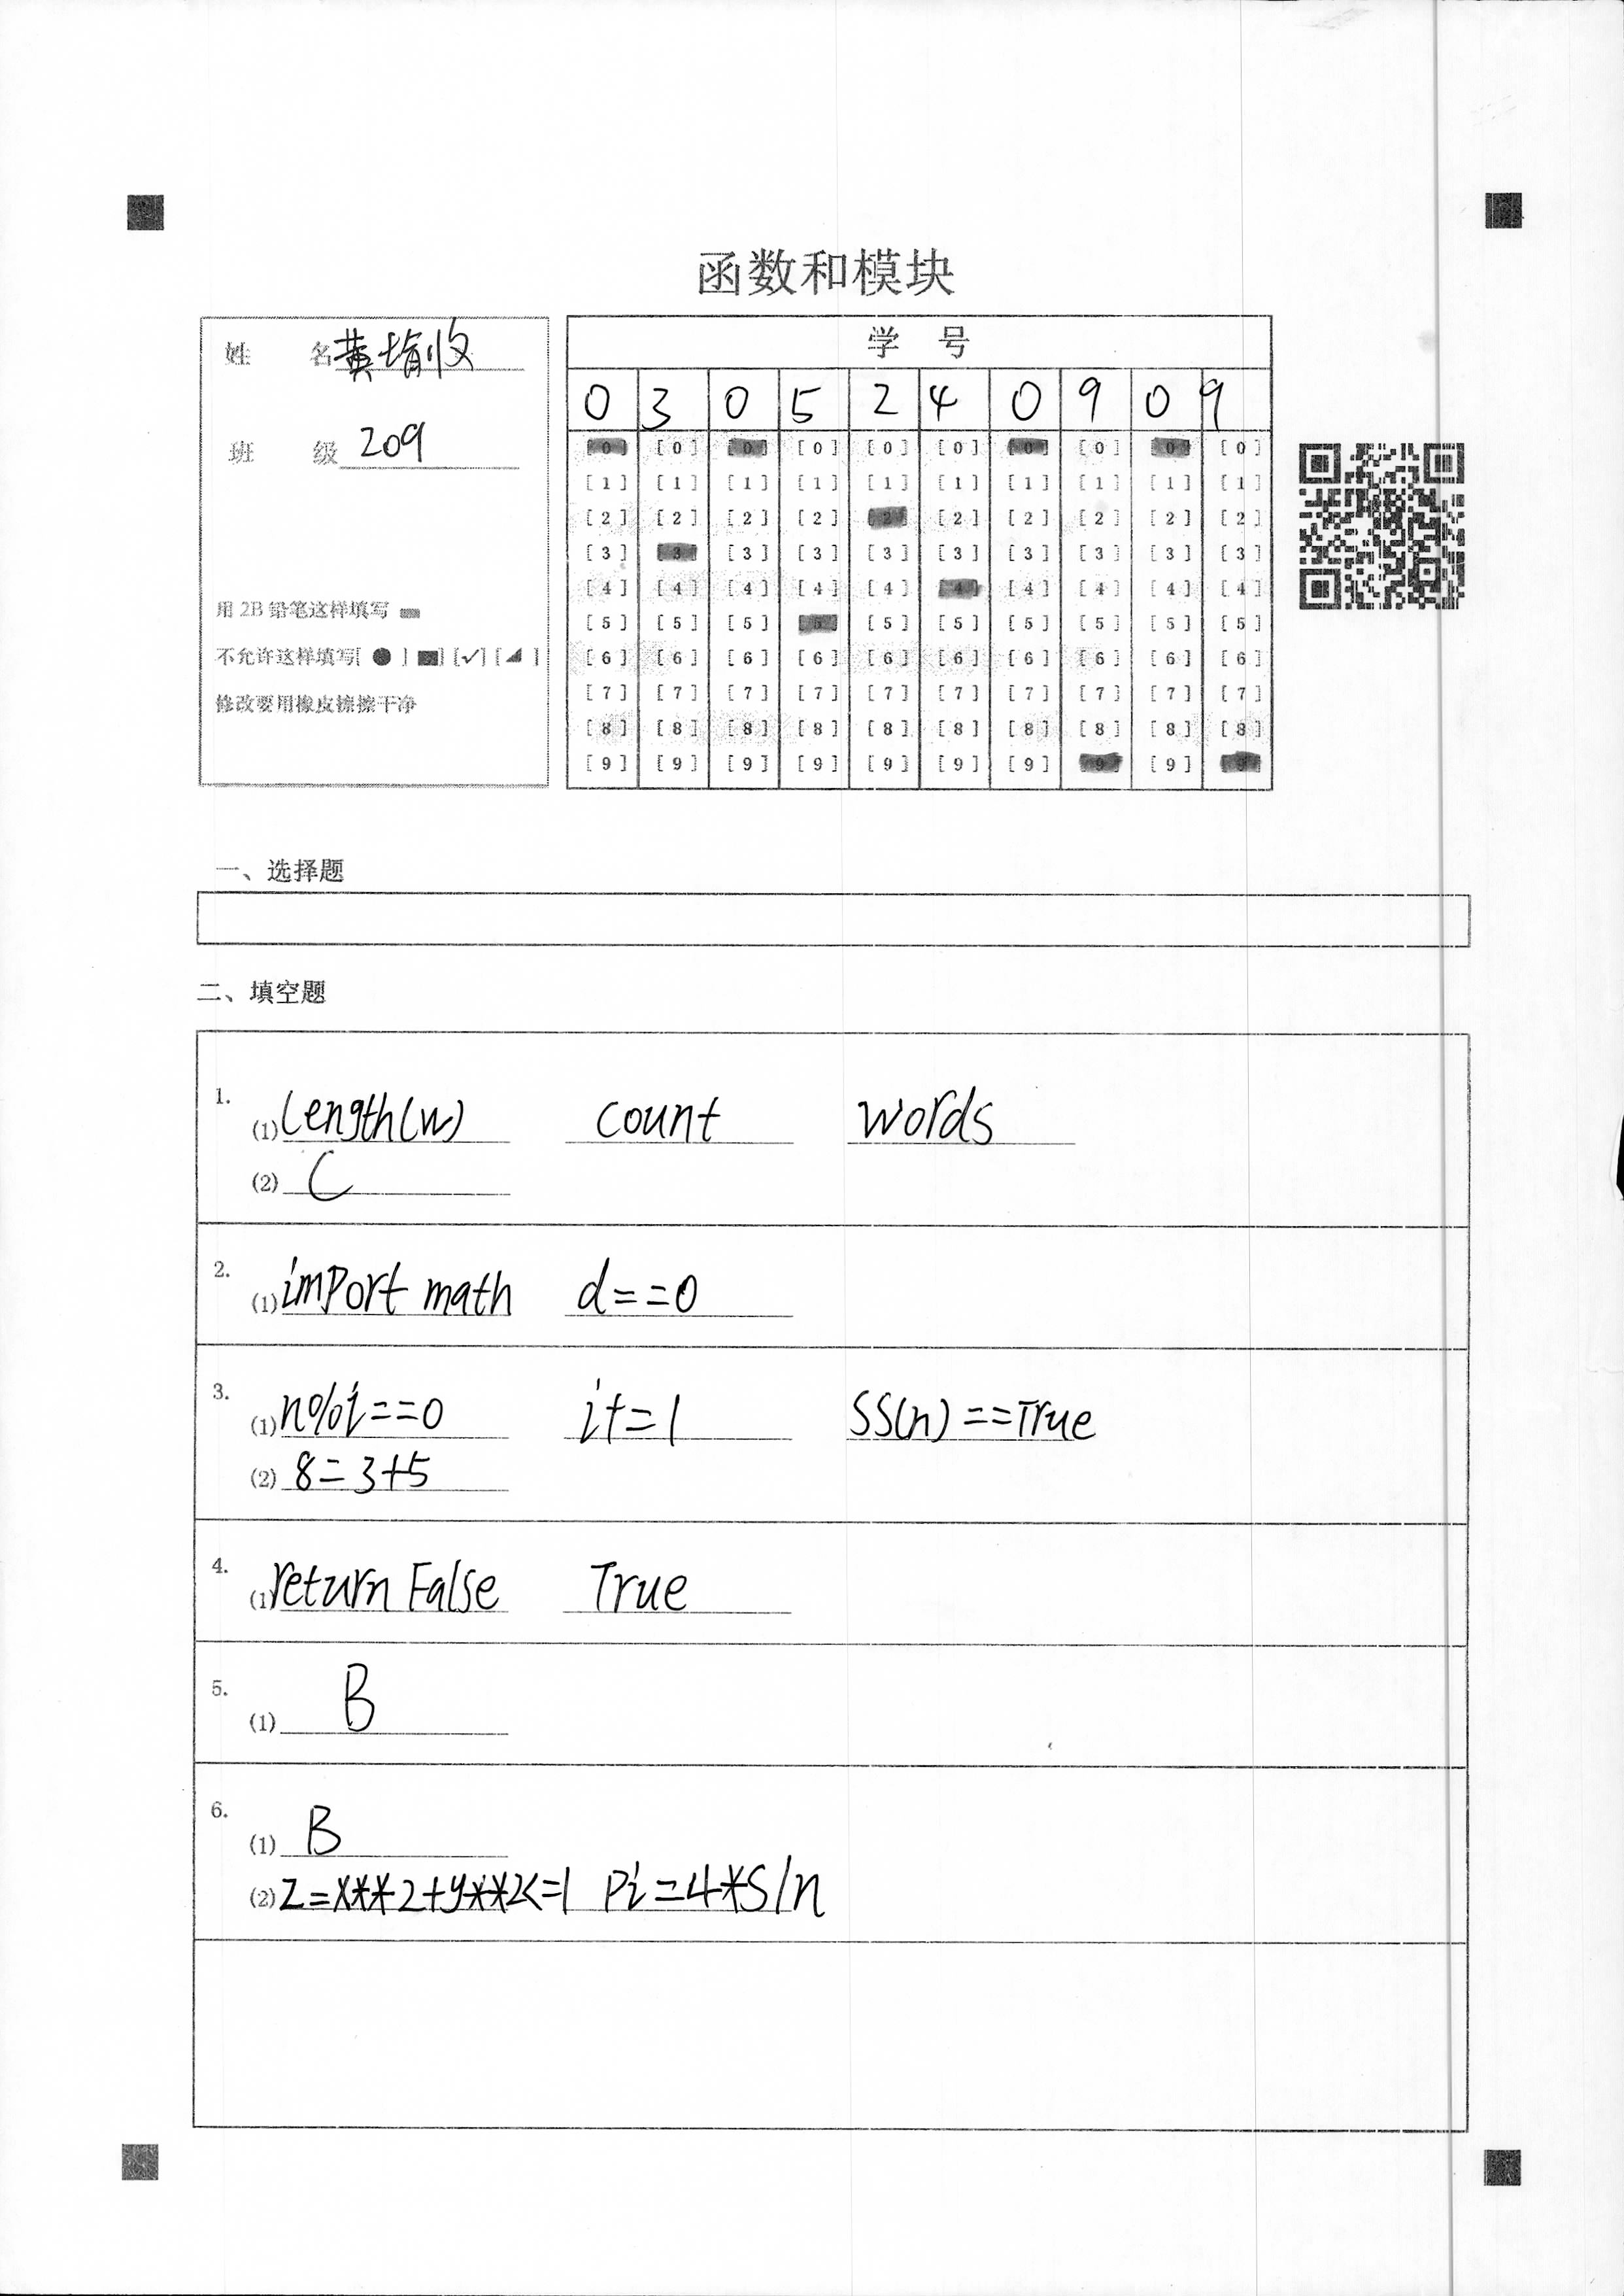 函数和模块
姓 名 黄堉
班 级 209
用 2B 铅笔这样填写
不允许这样填写[ ● ] [■] [✓] [◢ ]
修改要用橡皮擦擦干净
学 号
0 3 0 5 2 4 0 9 0 9
[0] [0] [0] [0] [0] [0] [0] [0] [0] [0]
[1] [1] [1] [1] [1] [1] [1] [1] [1] [1]
[2] [2] [2] [2] [2] [2] [2] [2] [2] [2]
[3] [3] [3] [3] [3] [3] [3] [3] [3] [3]
[4] [4] [4] [4] [4] [4] [4] [4] [4] [4]
[5] [5] [5] [5] [5] [5] [5] [5] [5] [5]
[6] [6] [6] [6] [6] [6] [6] [6] [6] [6]
[7] [7] [7] [7] [7] [7] [7] [7] [7] [7]
[8] [8] [8] [8] [8] [8] [8] [8] [8] [8]
[9] [9] [9] [9] [9] [9] [9] [9] [9] [9]
一、选择题
二、填空题
1.
(1) Length(w) count words
(2) C
2.
(1) import math d==0
3.
(1) n%i==0 i+=1 SS(n)==True
(2) 8=3+5
4.
(1) return False True
5.
(1) B
6.
(1) B
(2) Z=x**2+y**2<=1 Pi=4*S/n